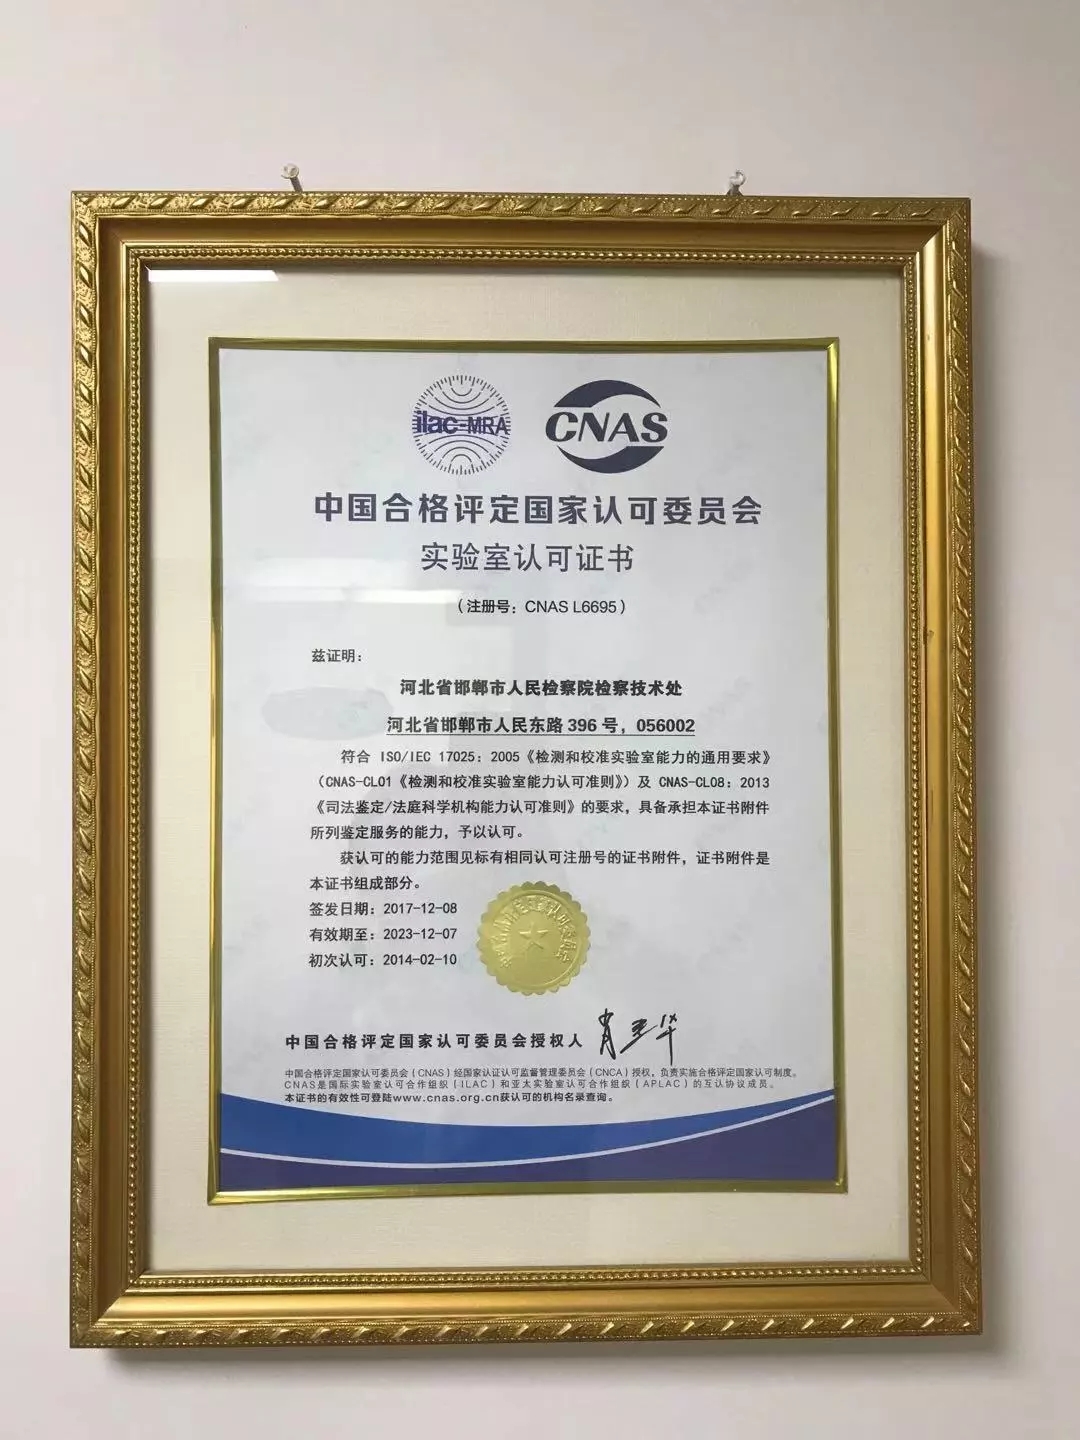 ilac-MRA
CNAS
中国合格评定国家认可委员会
实验室认可证书
（注册号：CNAS L6695）
兹证明：
河北省邯郸市人民检察院检察技术处
河北省邯郸市人民东路 396 号，056002
符合 ISO/IEC 17025：2005《检测和校准实验室能力的通用要求》
（CNAS-CL01《检测和校准实验室能力认可准则》）及 CNAS-CL08：2013
《司法鉴定/法庭科学机构能力认可准则》的要求，具备承担本证书附件
所列鉴定服务的能力，予以认可。
获认可的能力范围见标有相同认可注册号的证书附件，证书附件是
本证书组成部分。
签发日期：2017-12-08
有效期至：2023-12-07
初次认可：2014-02-10
中国合格评定国家认可委员会授权人
中国合格评定国家认可委员会（CNAS）经国家认证认可监督管理委员会（CNCA）授权，负责实施合格评定国家认可制度。
CNAS是国际实验室认可合作组织（ILAC）和亚太实验室认可合作组织（APLAC）的互认协议成员。
本证书的有效性可登陆www.cnas.org.cn获认可的机构名录查询。